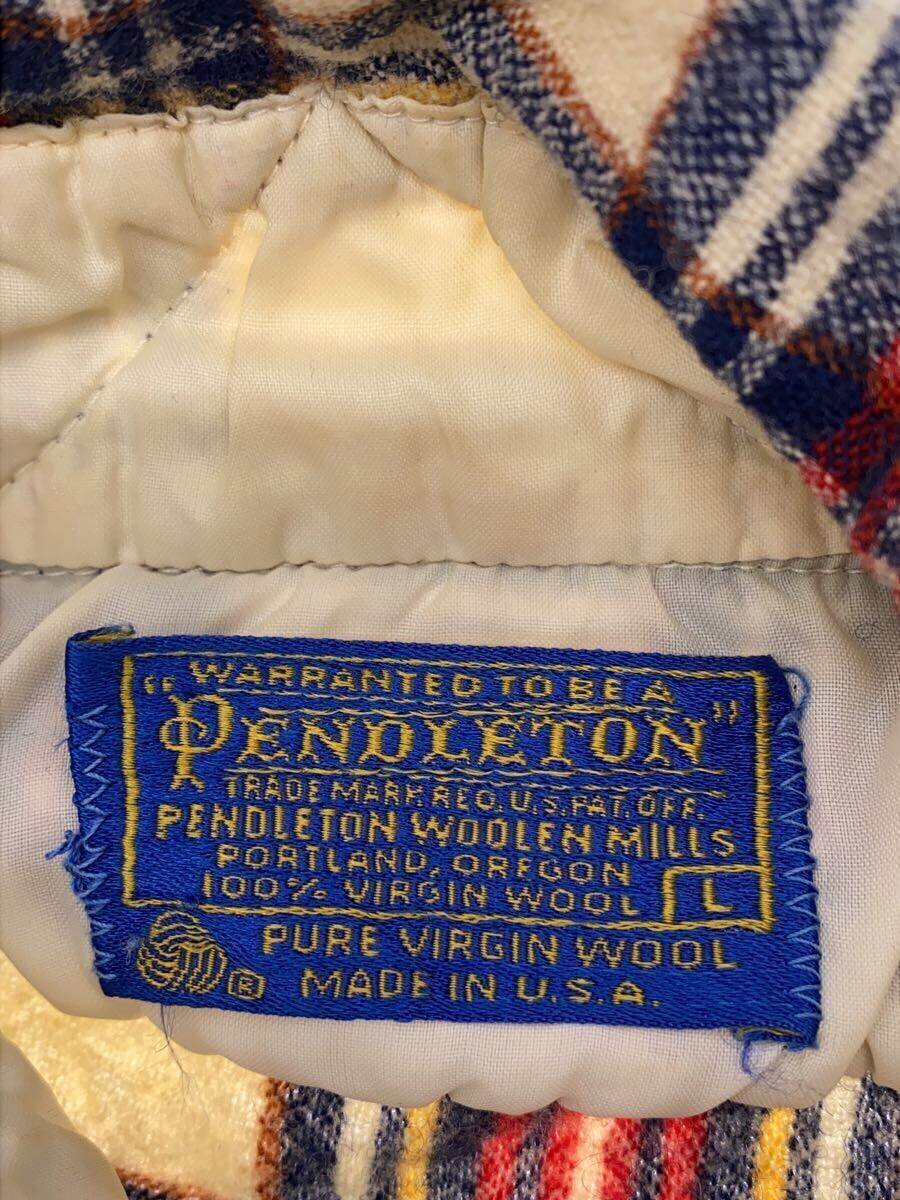 WARRANTED TO BE A
"PENDLETON"
TRADE MARK REG. U.S. PAT. OFF.
PENDLETON WOOLEN MILLS
PORTLAND, OREGON
100% VIRGIN WOOL L
PURE VIRGIN WOOL
® MADE IN U.S.A.